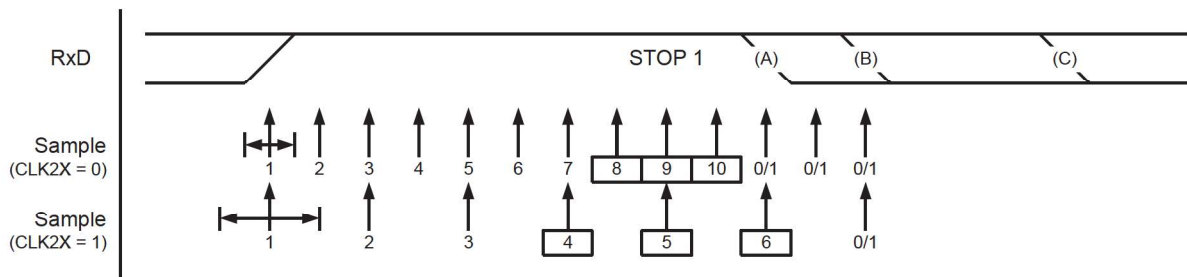 RxD STOP 1 (A) (B) (C)
Sample
(CLK2X = 0)
1 2 3 4 5 6 7 8 9 10 0/1 0/1 0/1
Sample
(CLK2X = 1)
1 2 3 4 5 6 0/1